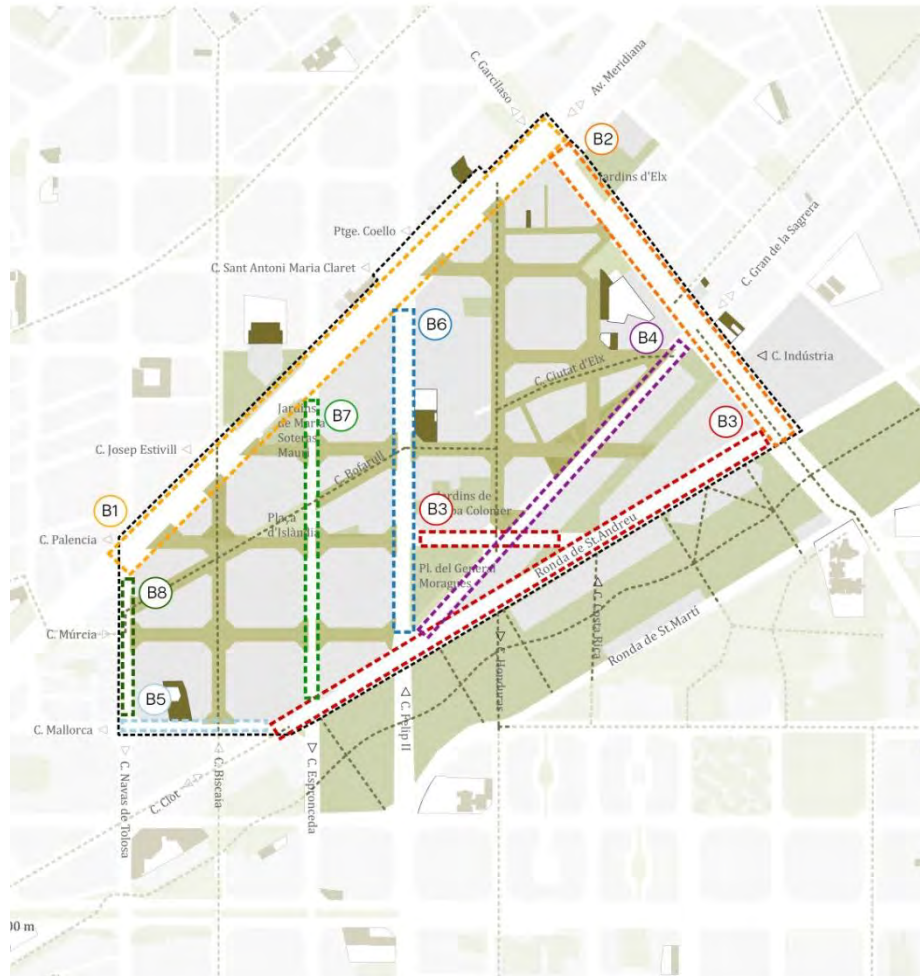 C. Garcilaso
Av. Meridiana
B2
Jardins d'Elx
Ptge. Coello
C. Gran de la Sagrera
C. Sant Antoni Maria Claret
B6
B4
C. Indústria
C. Ciutat d'Elx
Jardins
de Maria
Soteras
Mauri
B7
B3
C. Josep Estivill
C. Bofarull
B1
Plaça
d'Islàndia
B3
Jardins de
C. Palencia
Ronda de St.Andreu
Pl. del General
Moragues
B8
C. Múrcia
C. Costa Rica
Ronda de St.Martí
C. Hondures
B5
C. Mallorca
C. Felip II
C. Navas de Tolosa
C. Clot
C. Biscaia
C. Espronceda
00 m